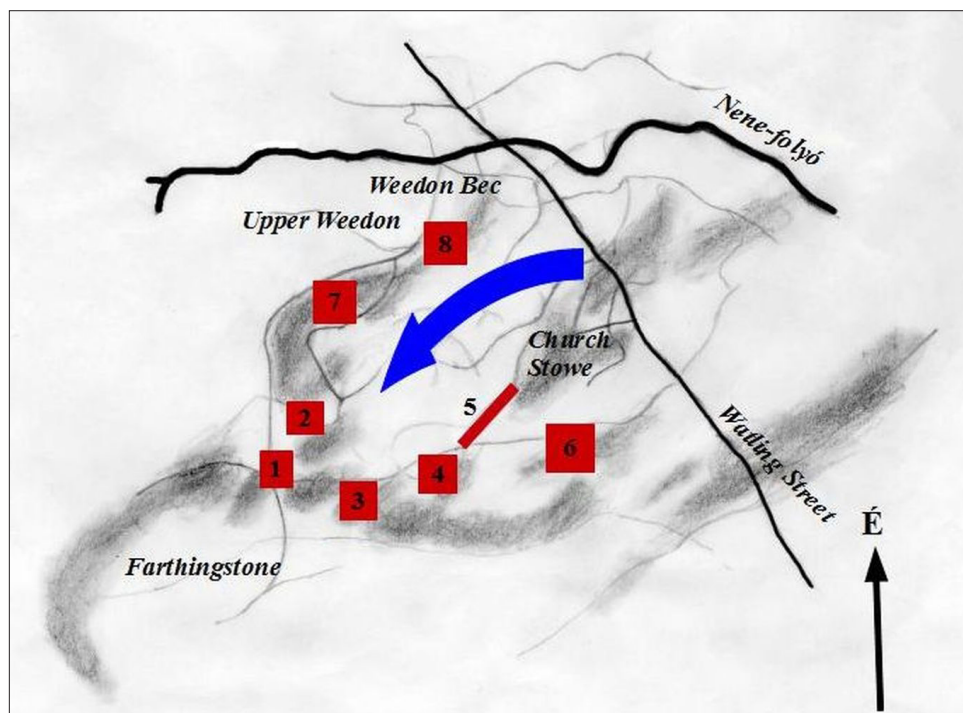 Nene-folyó
Weedon Bec
Upper Weedon
8
7
Church
Stowe
5
2
6
1
4
3
Watling Street
É
Farthingstone